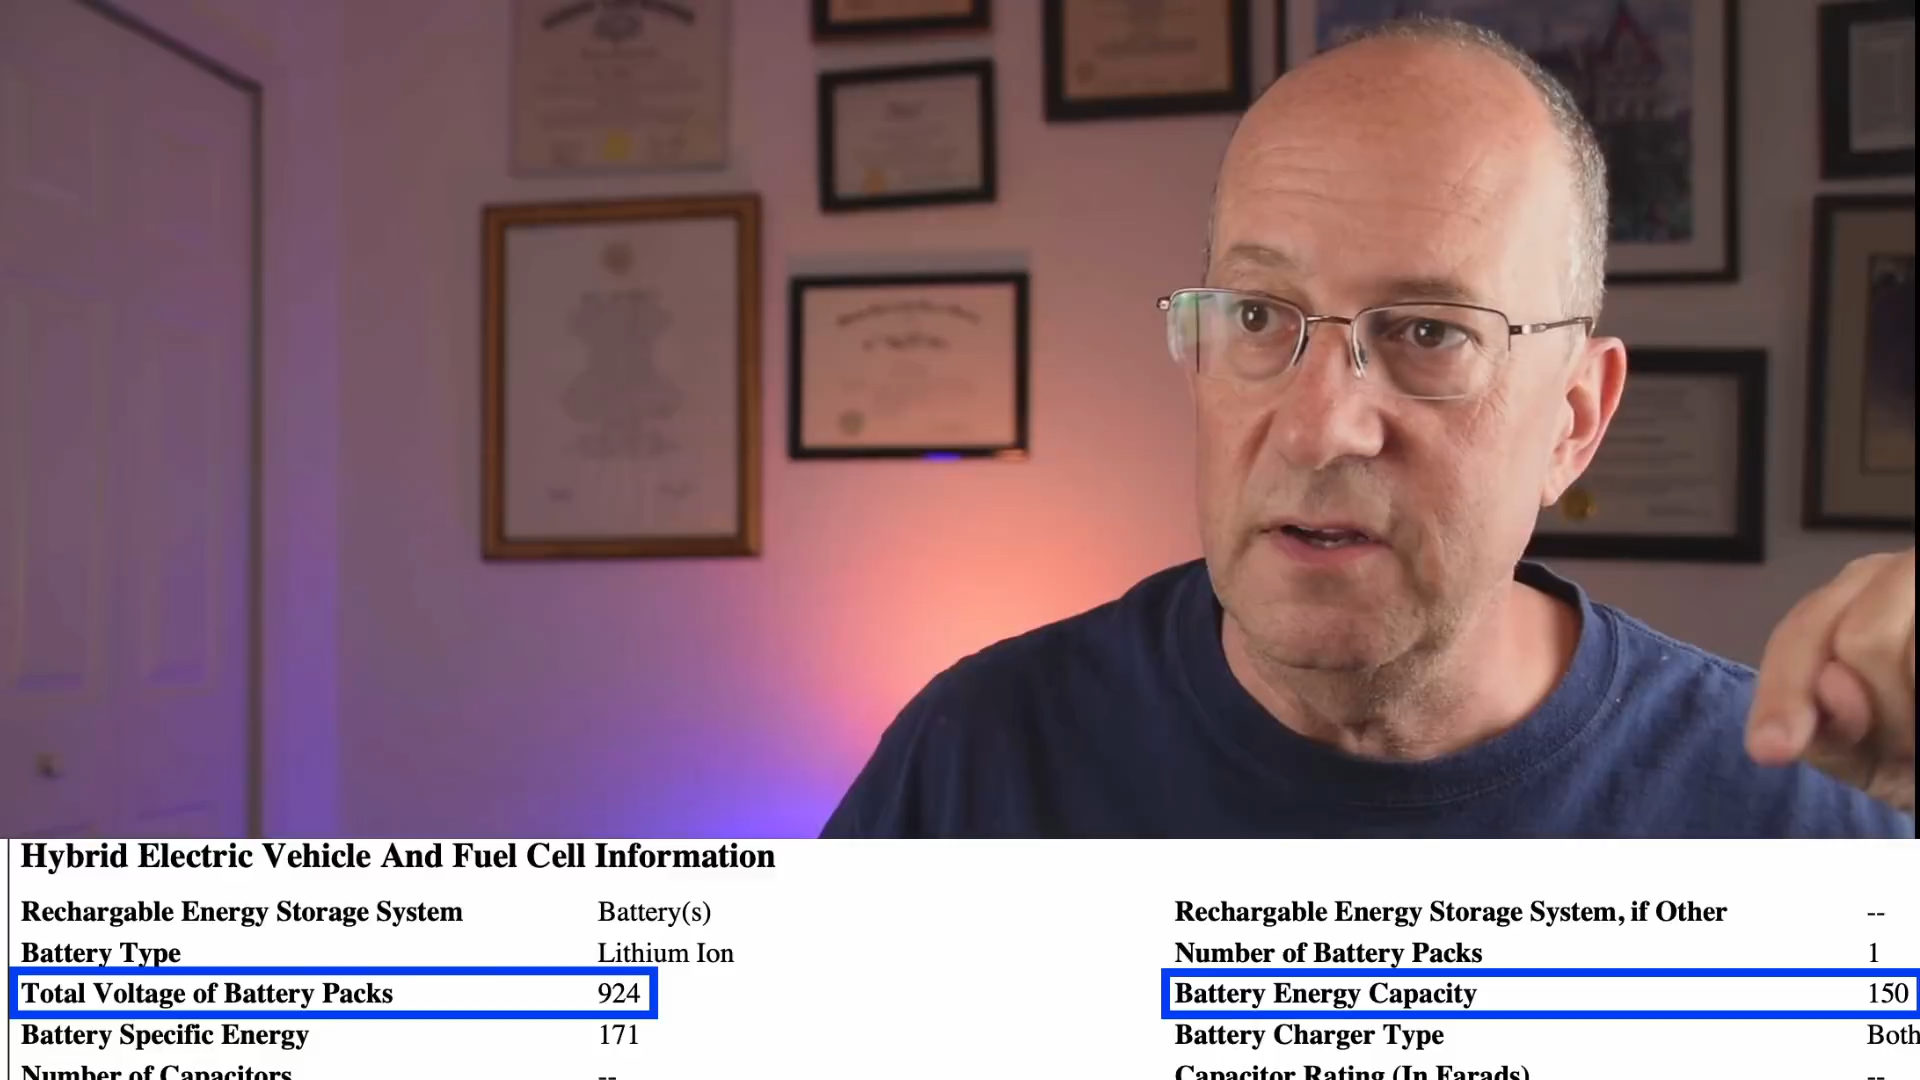 Hybrid Electric Vehicle And Fuel Cell Information
Rechargable Energy Storage System Battery(s) Rechargable Energy Storage System, if Other --
Battery Type Lithium Ion Number of Battery Packs 1
Total Voltage of Battery Packs 924 Battery Energy Capacity 150
Battery Specific Energy 171 Battery Charger Type Both
Number of Capacitors -- Capacitor Rating (In Farads) --